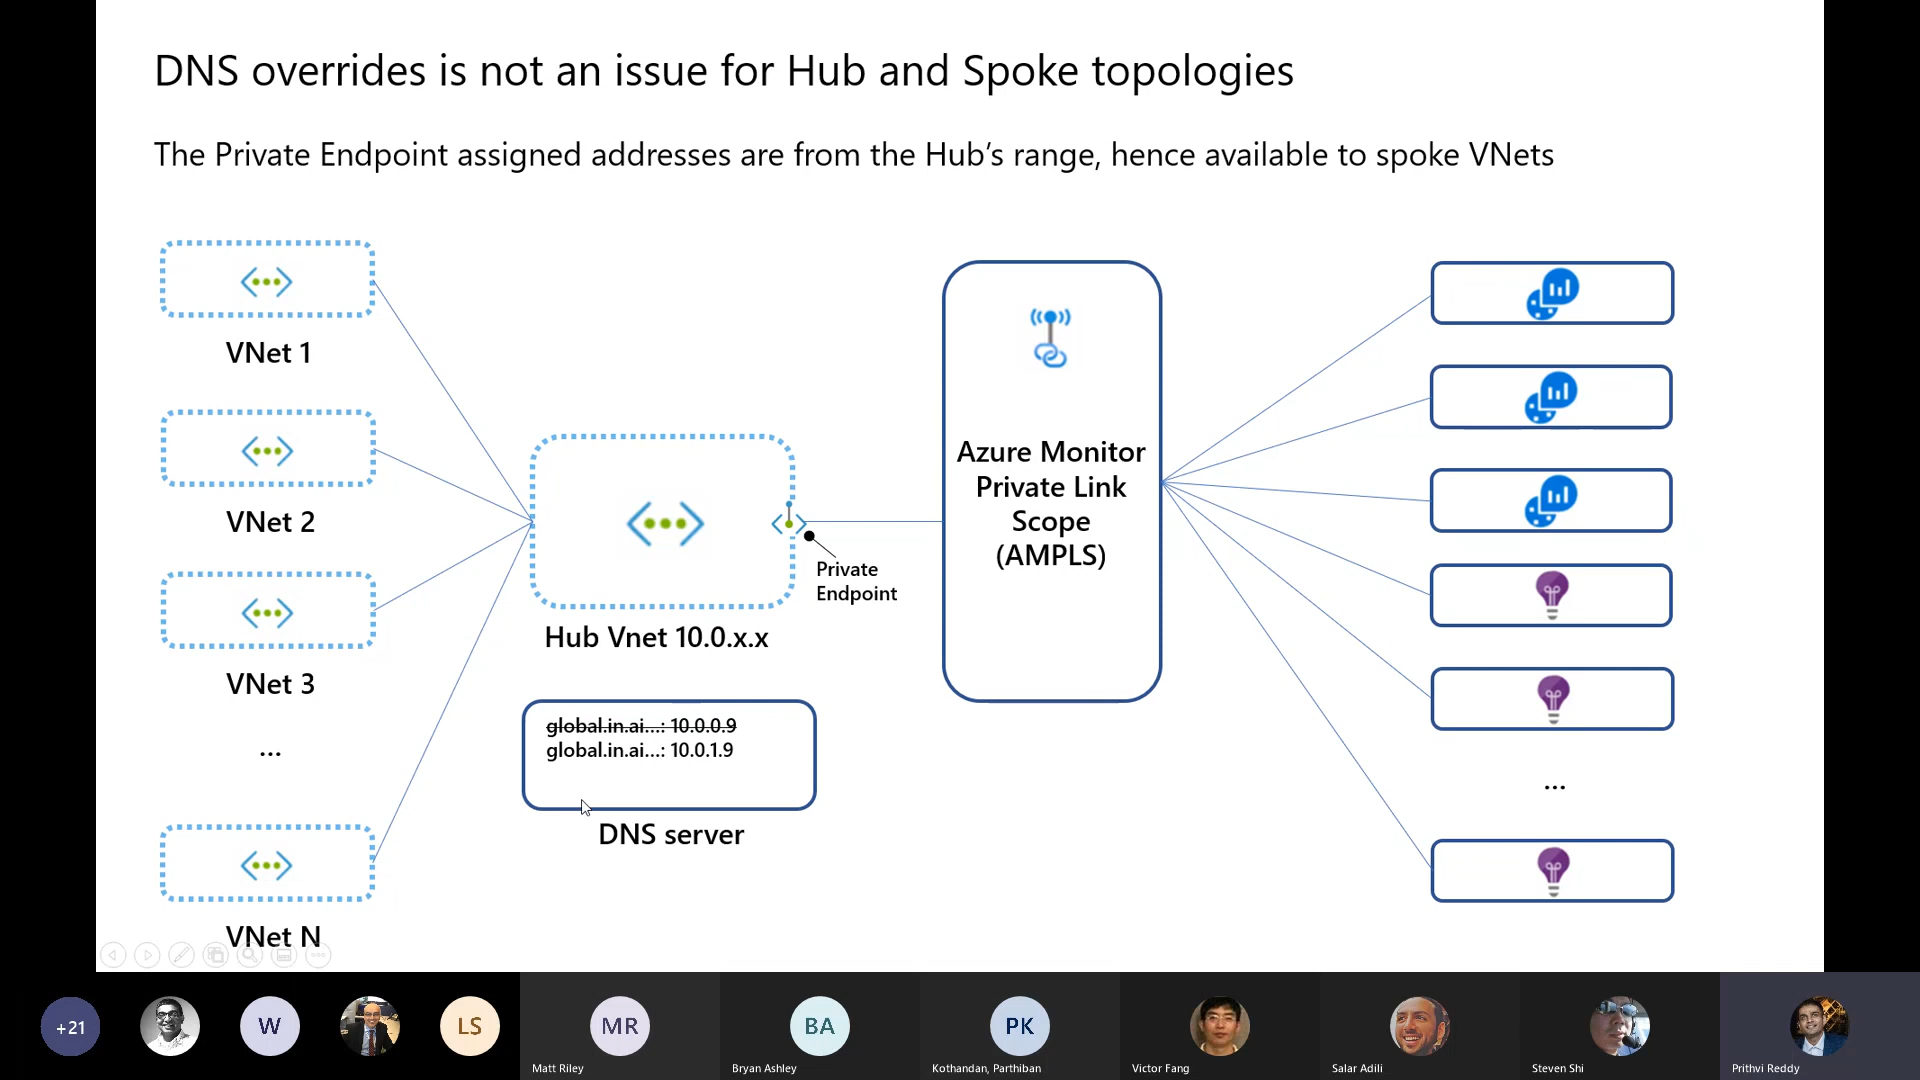 DNS overrides is not an issue for Hub and Spoke topologies
The Private Endpoint assigned addresses are from the Hub's range, hence available to spoke VNets
VNet 1
VNet 2
VNet 3
...
VNet N
Hub Vnet 10.0.x.x
Private
Endpoint
global.in.ai...: 10.0.0.9
global.in.ai...: 10.0.1.9
DNS server
Azure Monitor
Private Link
Scope
(AMPLS)
...
+21
W
LS
MR
Matt Riley
BA
Bryan Ashley
PK
Kothandan, Parthiban
Victor Fang
Salar Adili
Steven Shi
Prithvi Reddy